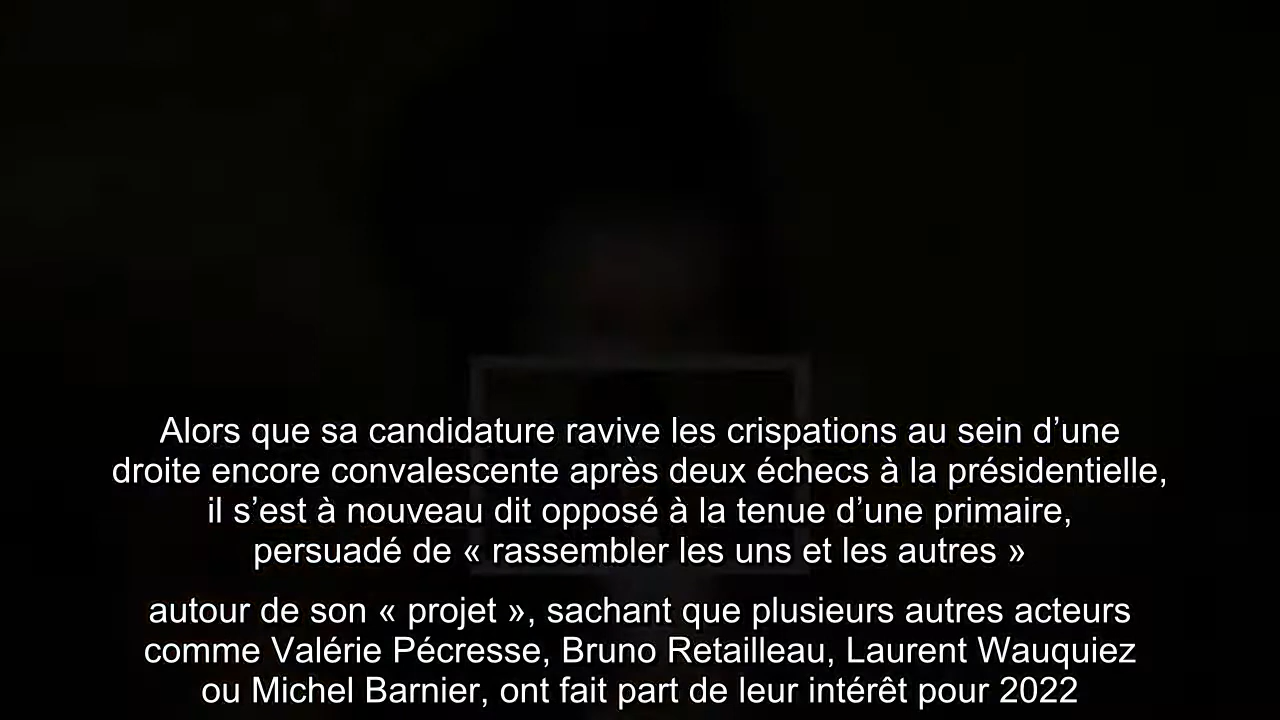 Alors que sa candidature ravive les crispations au sein d’une
droite encore convalescente après deux échecs à la présidentielle,
il s’est à nouveau dit opposé à la tenue d’une primaire,
persuadé de « rassembler les uns et les autres »
autour de son « projet », sachant que plusieurs autres acteurs
comme Valérie Pécresse, Bruno Retailleau, Laurent Wauquiez
ou Michel Barnier, ont fait part de leur intérêt pour 2022